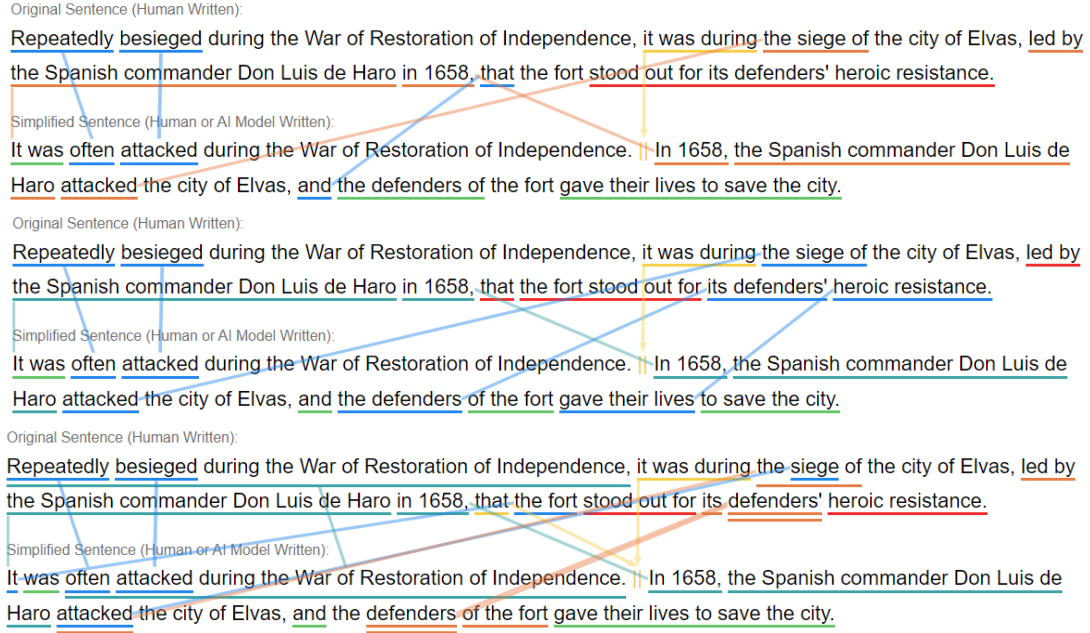 Original Sentence (Human Written):
Repeatedly besieged during the War of Restoration of Independence, it was during the siege of the city of Elvas, led by
the Spanish commander Don Luis de Haro in 1658, that the fort stood out for its defenders' heroic resistance.
Simplified Sentence (Human or AI Model Written):
It was often attacked during the War of Restoration of Independence. || In 1658, the Spanish commander Don Luis de
Haro attacked the city of Elvas, and the defenders of the fort gave their lives to save the city.
Original Sentence (Human Written):
Repeatedly besieged during the War of Restoration of Independence, it was during the siege of the city of Elvas, led by
the Spanish commander Don Luis de Haro in 1658, that the fort stood out for its defenders' heroic resistance.
Simplified Sentence (Human or AI Model Written):
It was often attacked during the War of Restoration of Independence. || In 1658, the Spanish commander Don Luis de
Haro attacked the city of Elvas, and the defenders of the fort gave their lives to save the city.
Original Sentence (Human Written):
Repeatedly besieged during the War of Restoration of Independence, it was during the siege of the city of Elvas, led by
the Spanish commander Don Luis de Haro in 1658, that the fort stood out for its defenders' heroic resistance.
Simplified Sentence (Human or AI Model Written):
It was often attacked during the War of Restoration of Independence. || In 1658, the Spanish commander Don Luis de
Haro attacked the city of Elvas, and the defenders of the fort gave their lives to save the city.